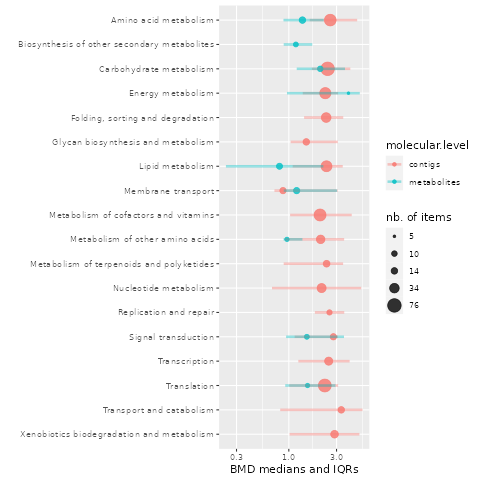 Amino acid metabolism
Biosynthesis of other secondary metabolites
Carbohydrate metabolism
Energy metabolism
Folding, sorting and degradation
Glycan biosynthesis and metabolism
Lipid metabolism
Membrane transport
Metabolism of cofactors and vitamins
Metabolism of other amino acids
Metabolism of terpenoids and polyketides
Nucleotide metabolism
Replication and repair
Signal transduction
Transcription
Translation
Transport and catabolism
Xenobiotics biodegradation and metabolism
0.3 1.0 3.0
BMD medians and IQRs
molecular.level
contigs
metabolites
nb. of items
5
10
14
34
76